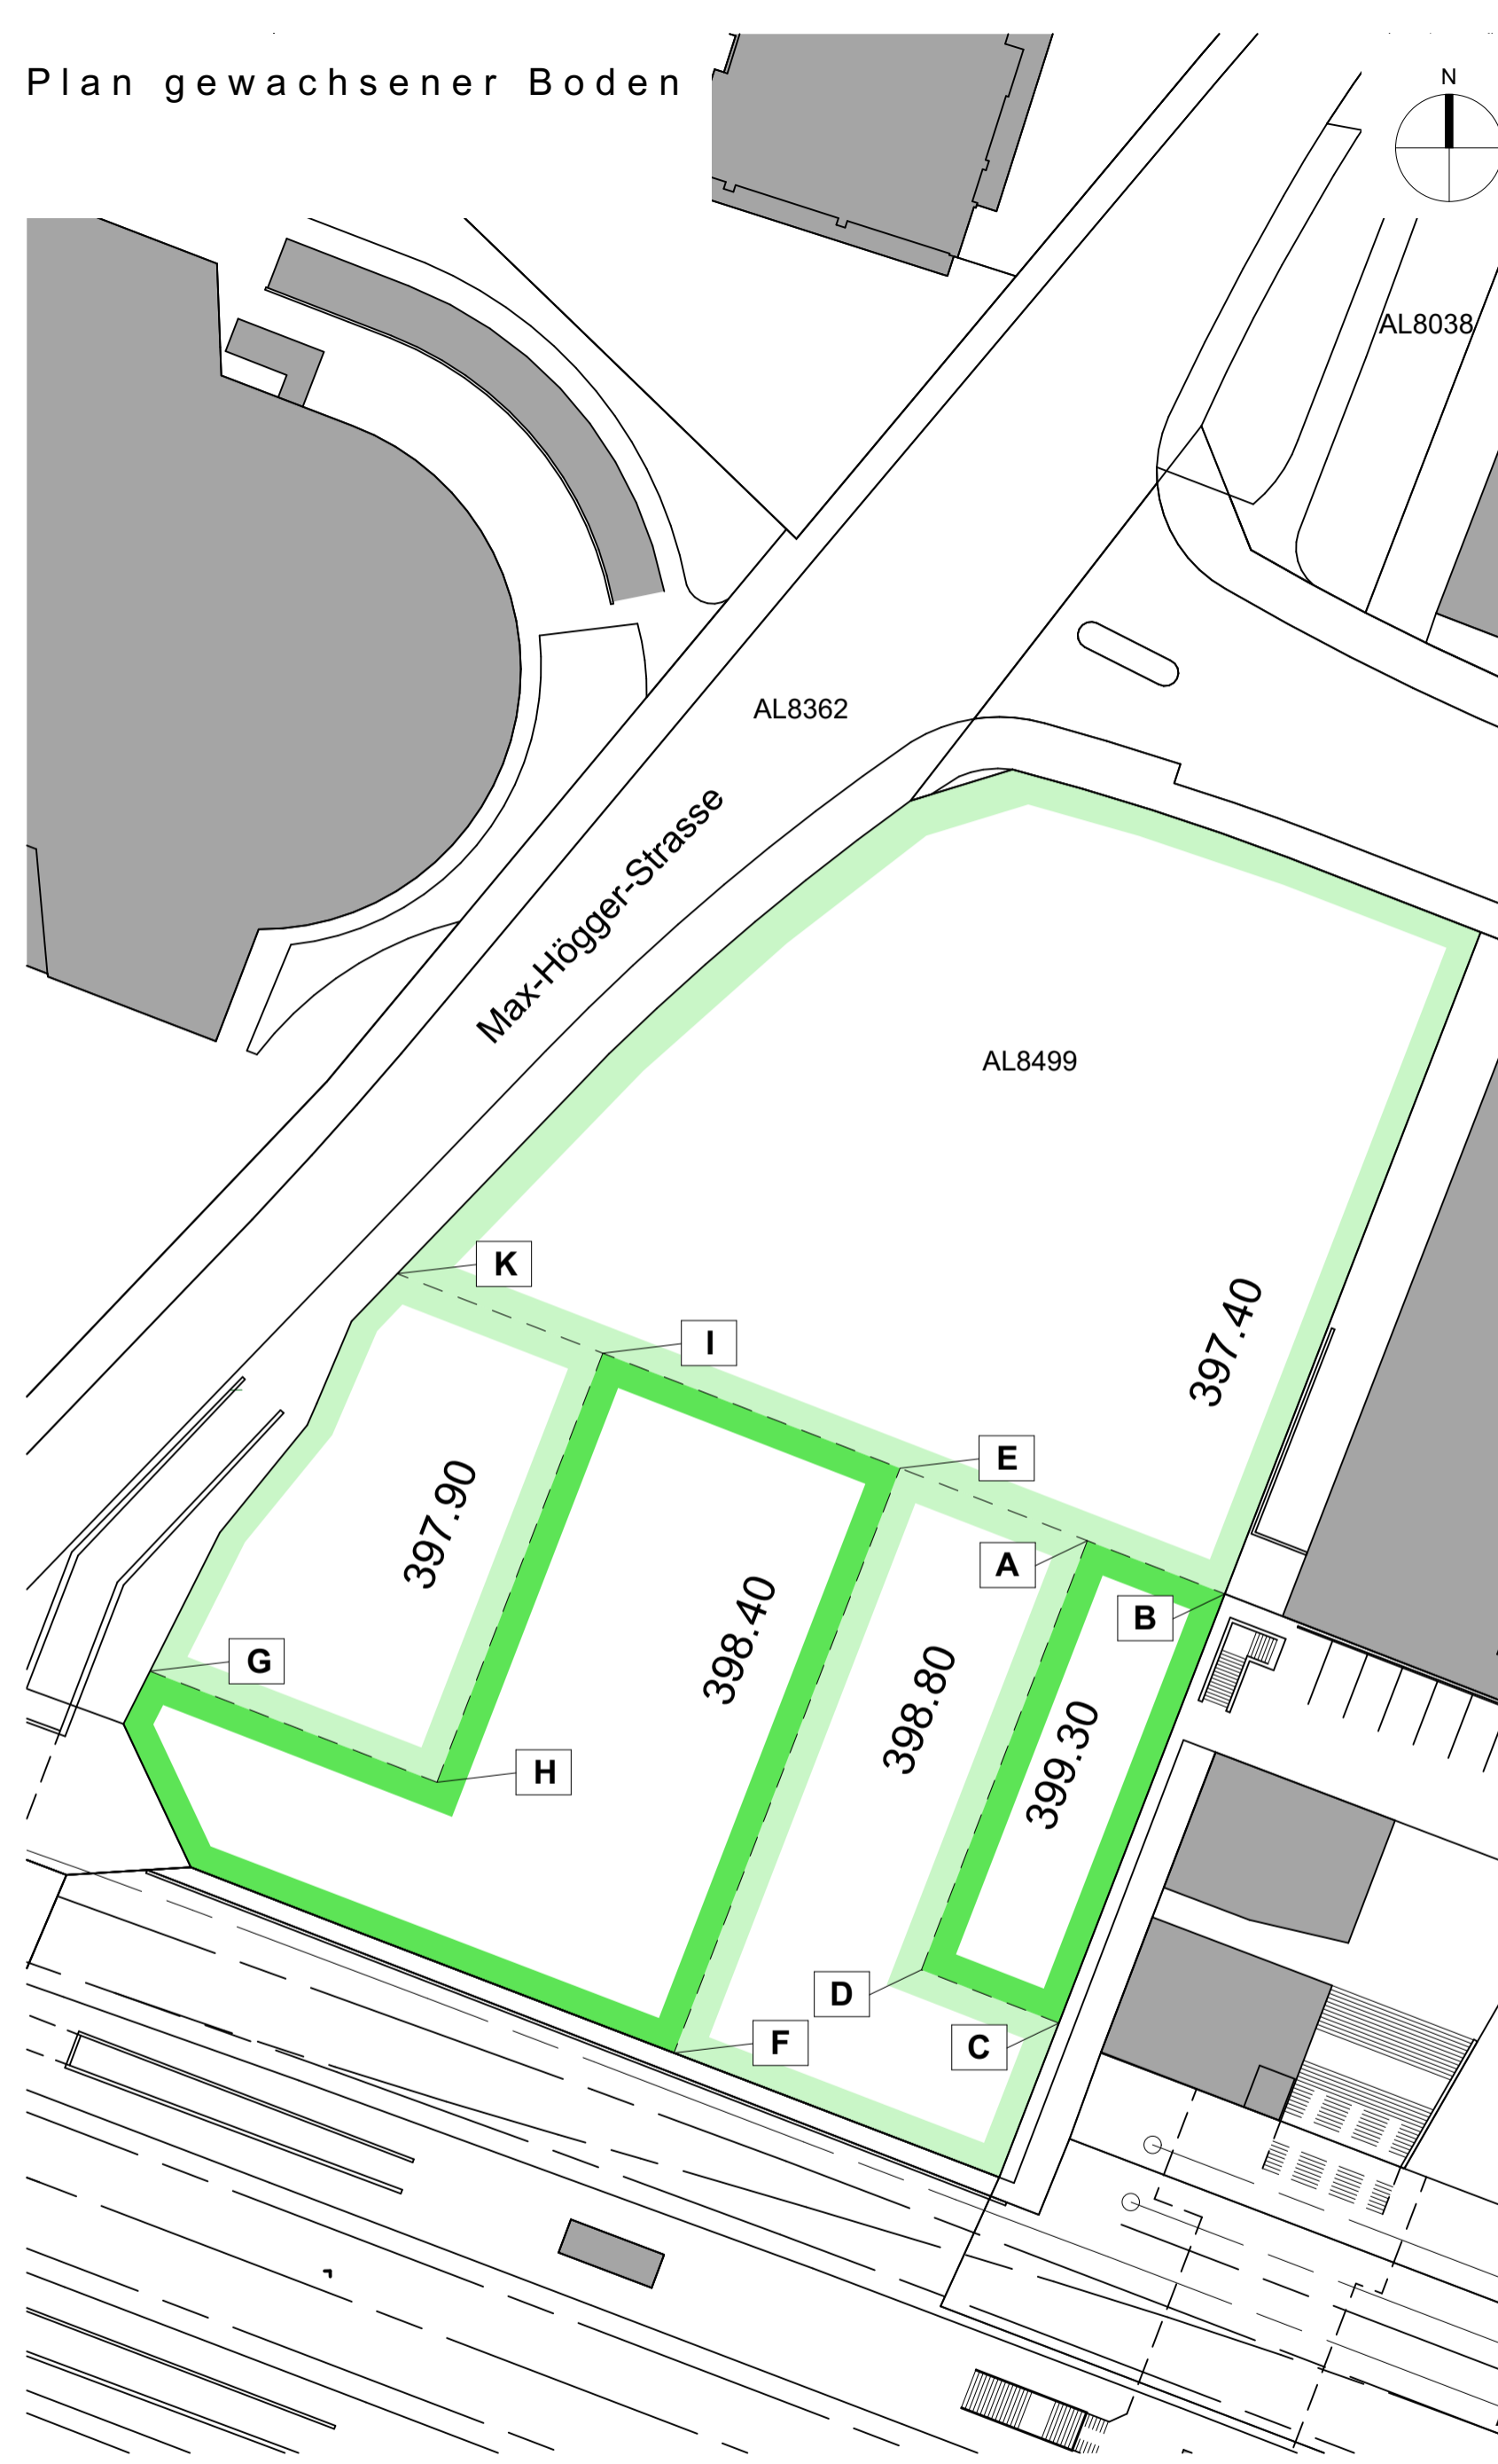 Plan gewachsener Boden
N
AL8038
AL8362
Max-Högger-Strasse
AL8499
K
397.40
I
E
397.90
A
398.40
B
G
398.80
399.30
H
D
F
C